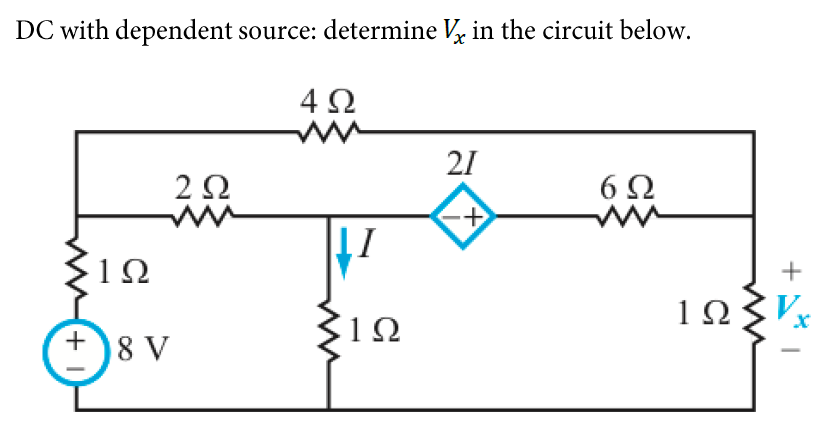 DC with dependent source: determine Vₓ in the circuit below.
4 Ω
2I
2 Ω
6 Ω
− +
I
1 Ω
+
1 Ω
1 Ω
Vₓ
+
8 V
−
−